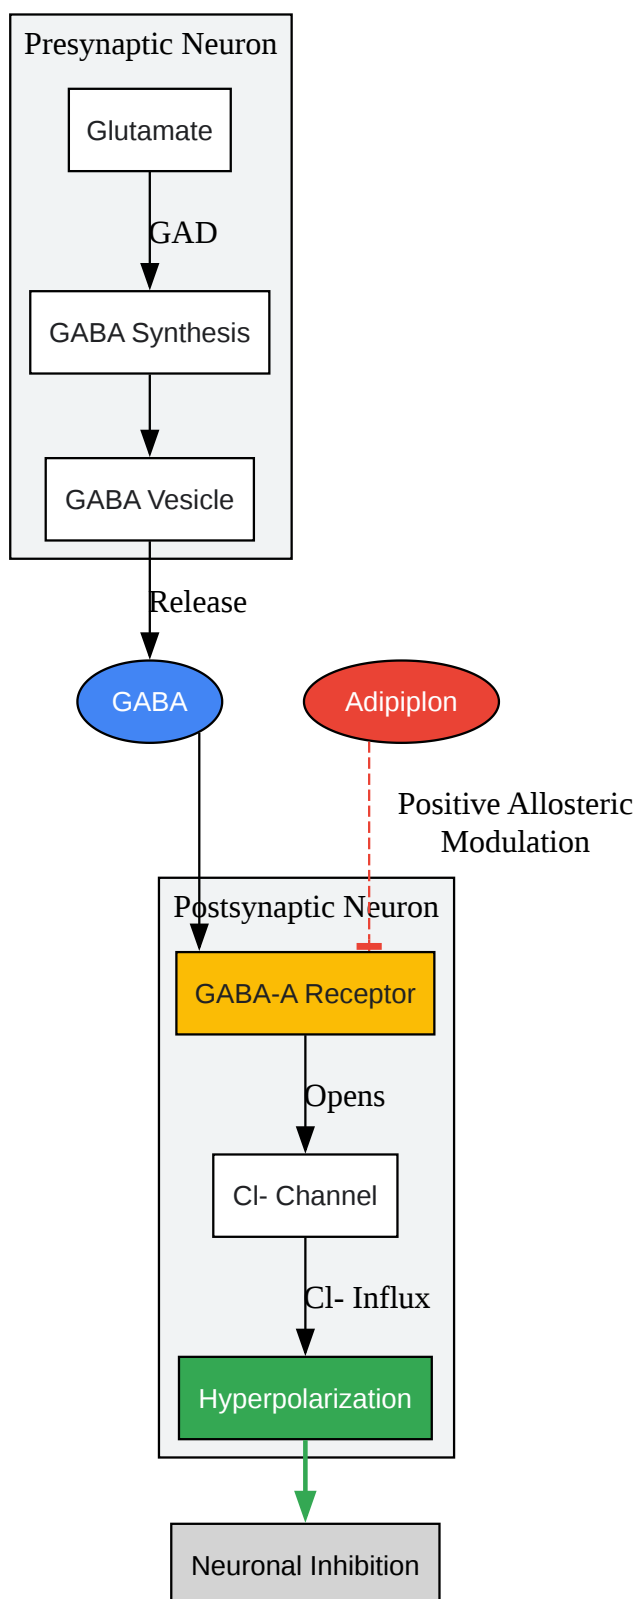 Presynaptic Neuron
Glutamate
GAD
GABA Synthesis
GABA Vesicle
Release
GABA
Adipiplon
Positive Allosteric
Modulation
Postsynaptic Neuron
GABA-A Receptor
Opens
Cl- Channel
Cl- Influx
Hyperpolarization
Neuronal Inhibition